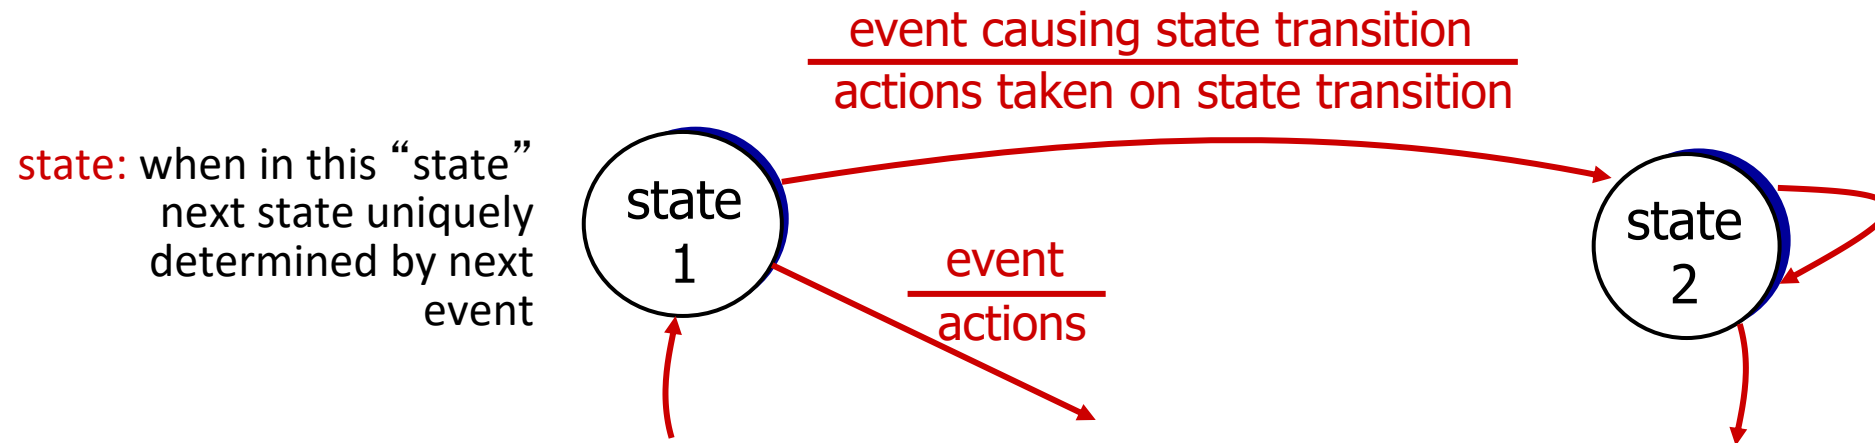 event causing state transition
actions taken on state transition
state: when in this “state”
next state uniquely
determined by next
event
state
1
event
actions
state
2